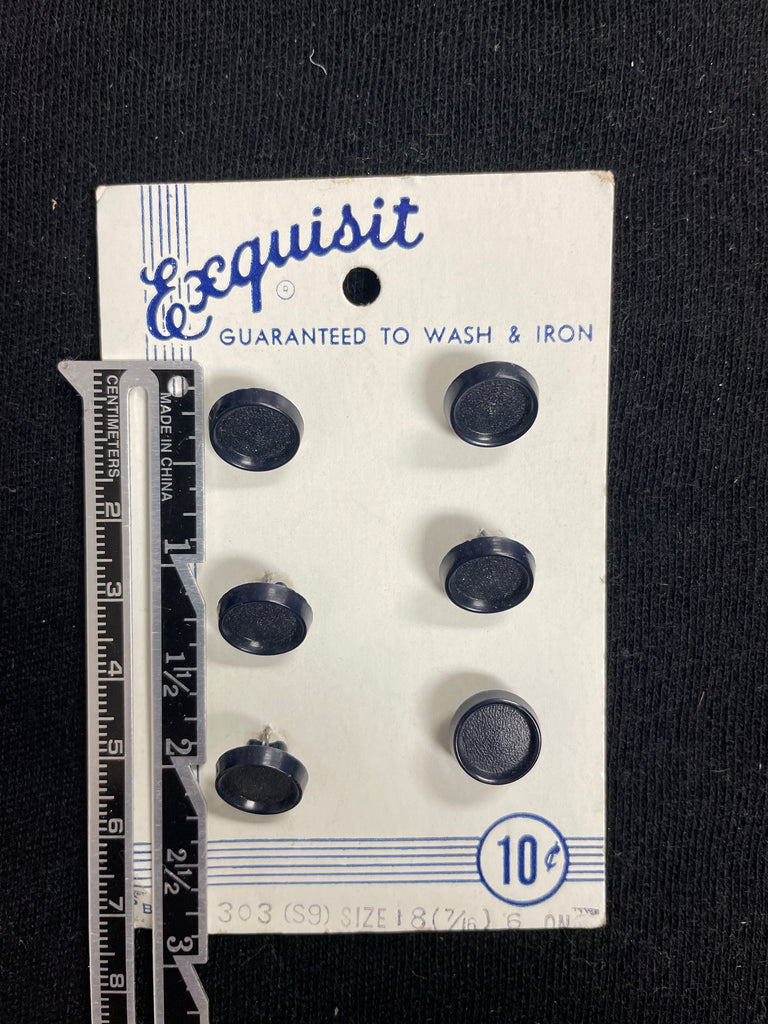 Exquisit
®
GUARANTEED TO WASH & IRON
CENTIMETERS
2
3
4
5
6
7
8
MADE IN CHINA
1
1 1/2
2
2 1/2
3
10¢
B
303 (S9) SIZE 18 (7/16) 6 ON